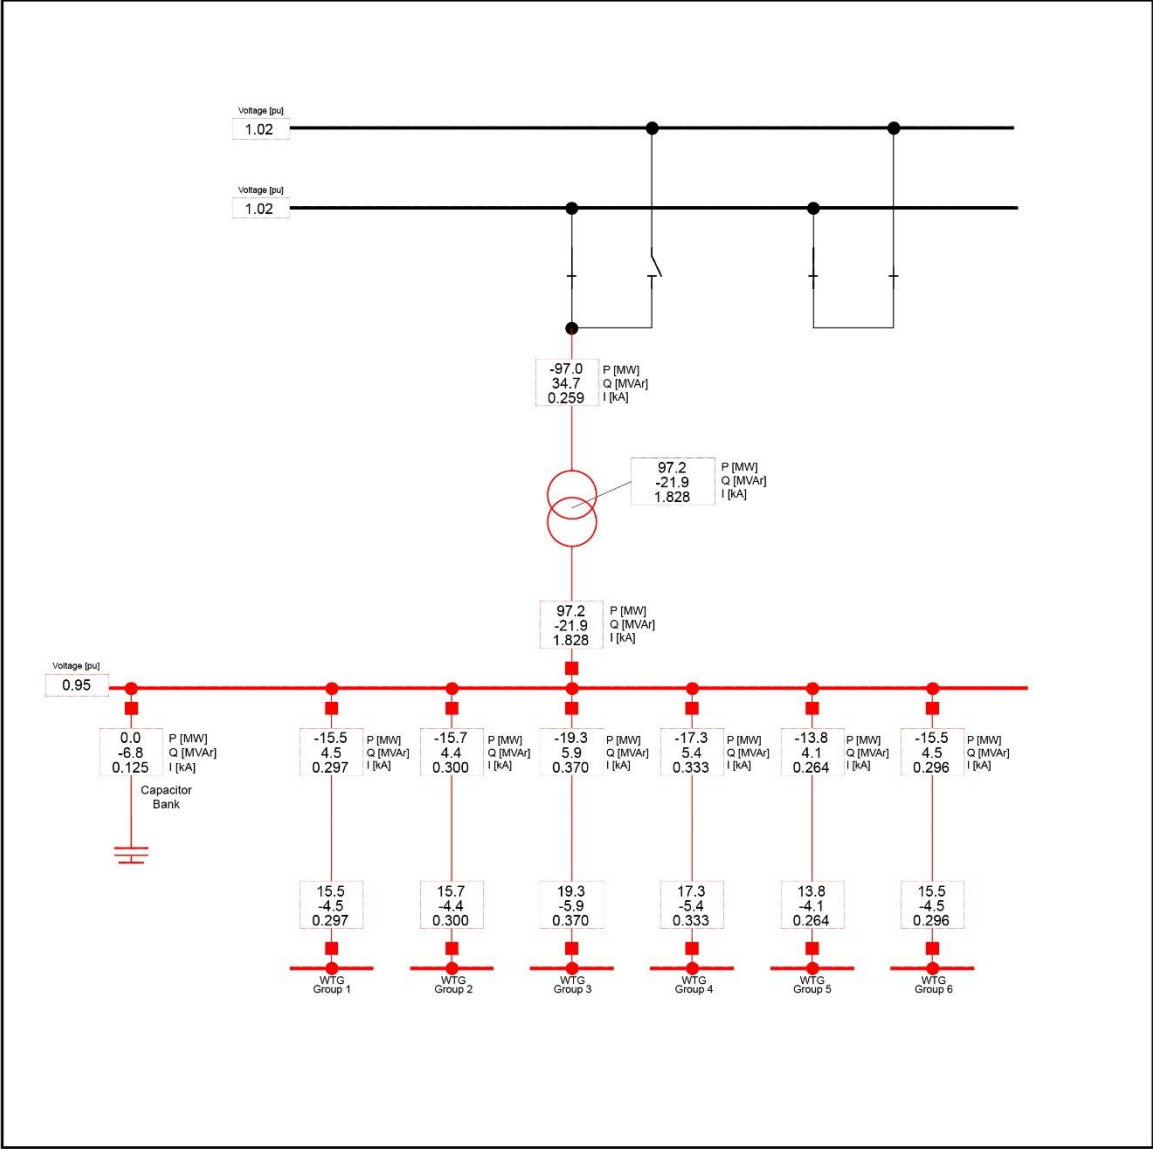 Voltage [pu]
1.02
Voltage [pu]
1.02
-97.0 P [MW]
34.7 Q [MVAr]
0.259 I [kA]
97.2 P [MW]
-21.9 Q [MVAr]
1.828 I [kA]
97.2 P [MW]
-21.9 Q [MVAr]
1.828 I [kA]
Voltage [pu]
0.95
0.0 P [MW] -15.5 P [MW] -15.7 P [MW] -19.3 P [MW] -17.3 P [MW] -13.8 P [MW] -15.5 P [MW]
-6.8 Q [MVAr] 4.5 Q [MVAr] 4.4 Q [MVAr] 5.9 Q [MVAr] 5.4 Q [MVAr] 4.1 Q [MVAr] 4.5 Q [MVAr]
0.125 I [kA] 0.297 I [kA] 0.300 I [kA] 0.370 I [kA] 0.333 I [kA] 0.264 I [kA] 0.296 I [kA]
Capacitor
Bank
15.5 15.7 19.3 17.3 13.8 15.5
-4.5 -4.4 -5.9 -5.4 -4.1 -4.5
0.297 0.300 0.370 0.333 0.264 0.296
WTG WTG WTG WTG WTG WTG
Group 1 Group 2 Group 3 Group 4 Group 5 Group 6